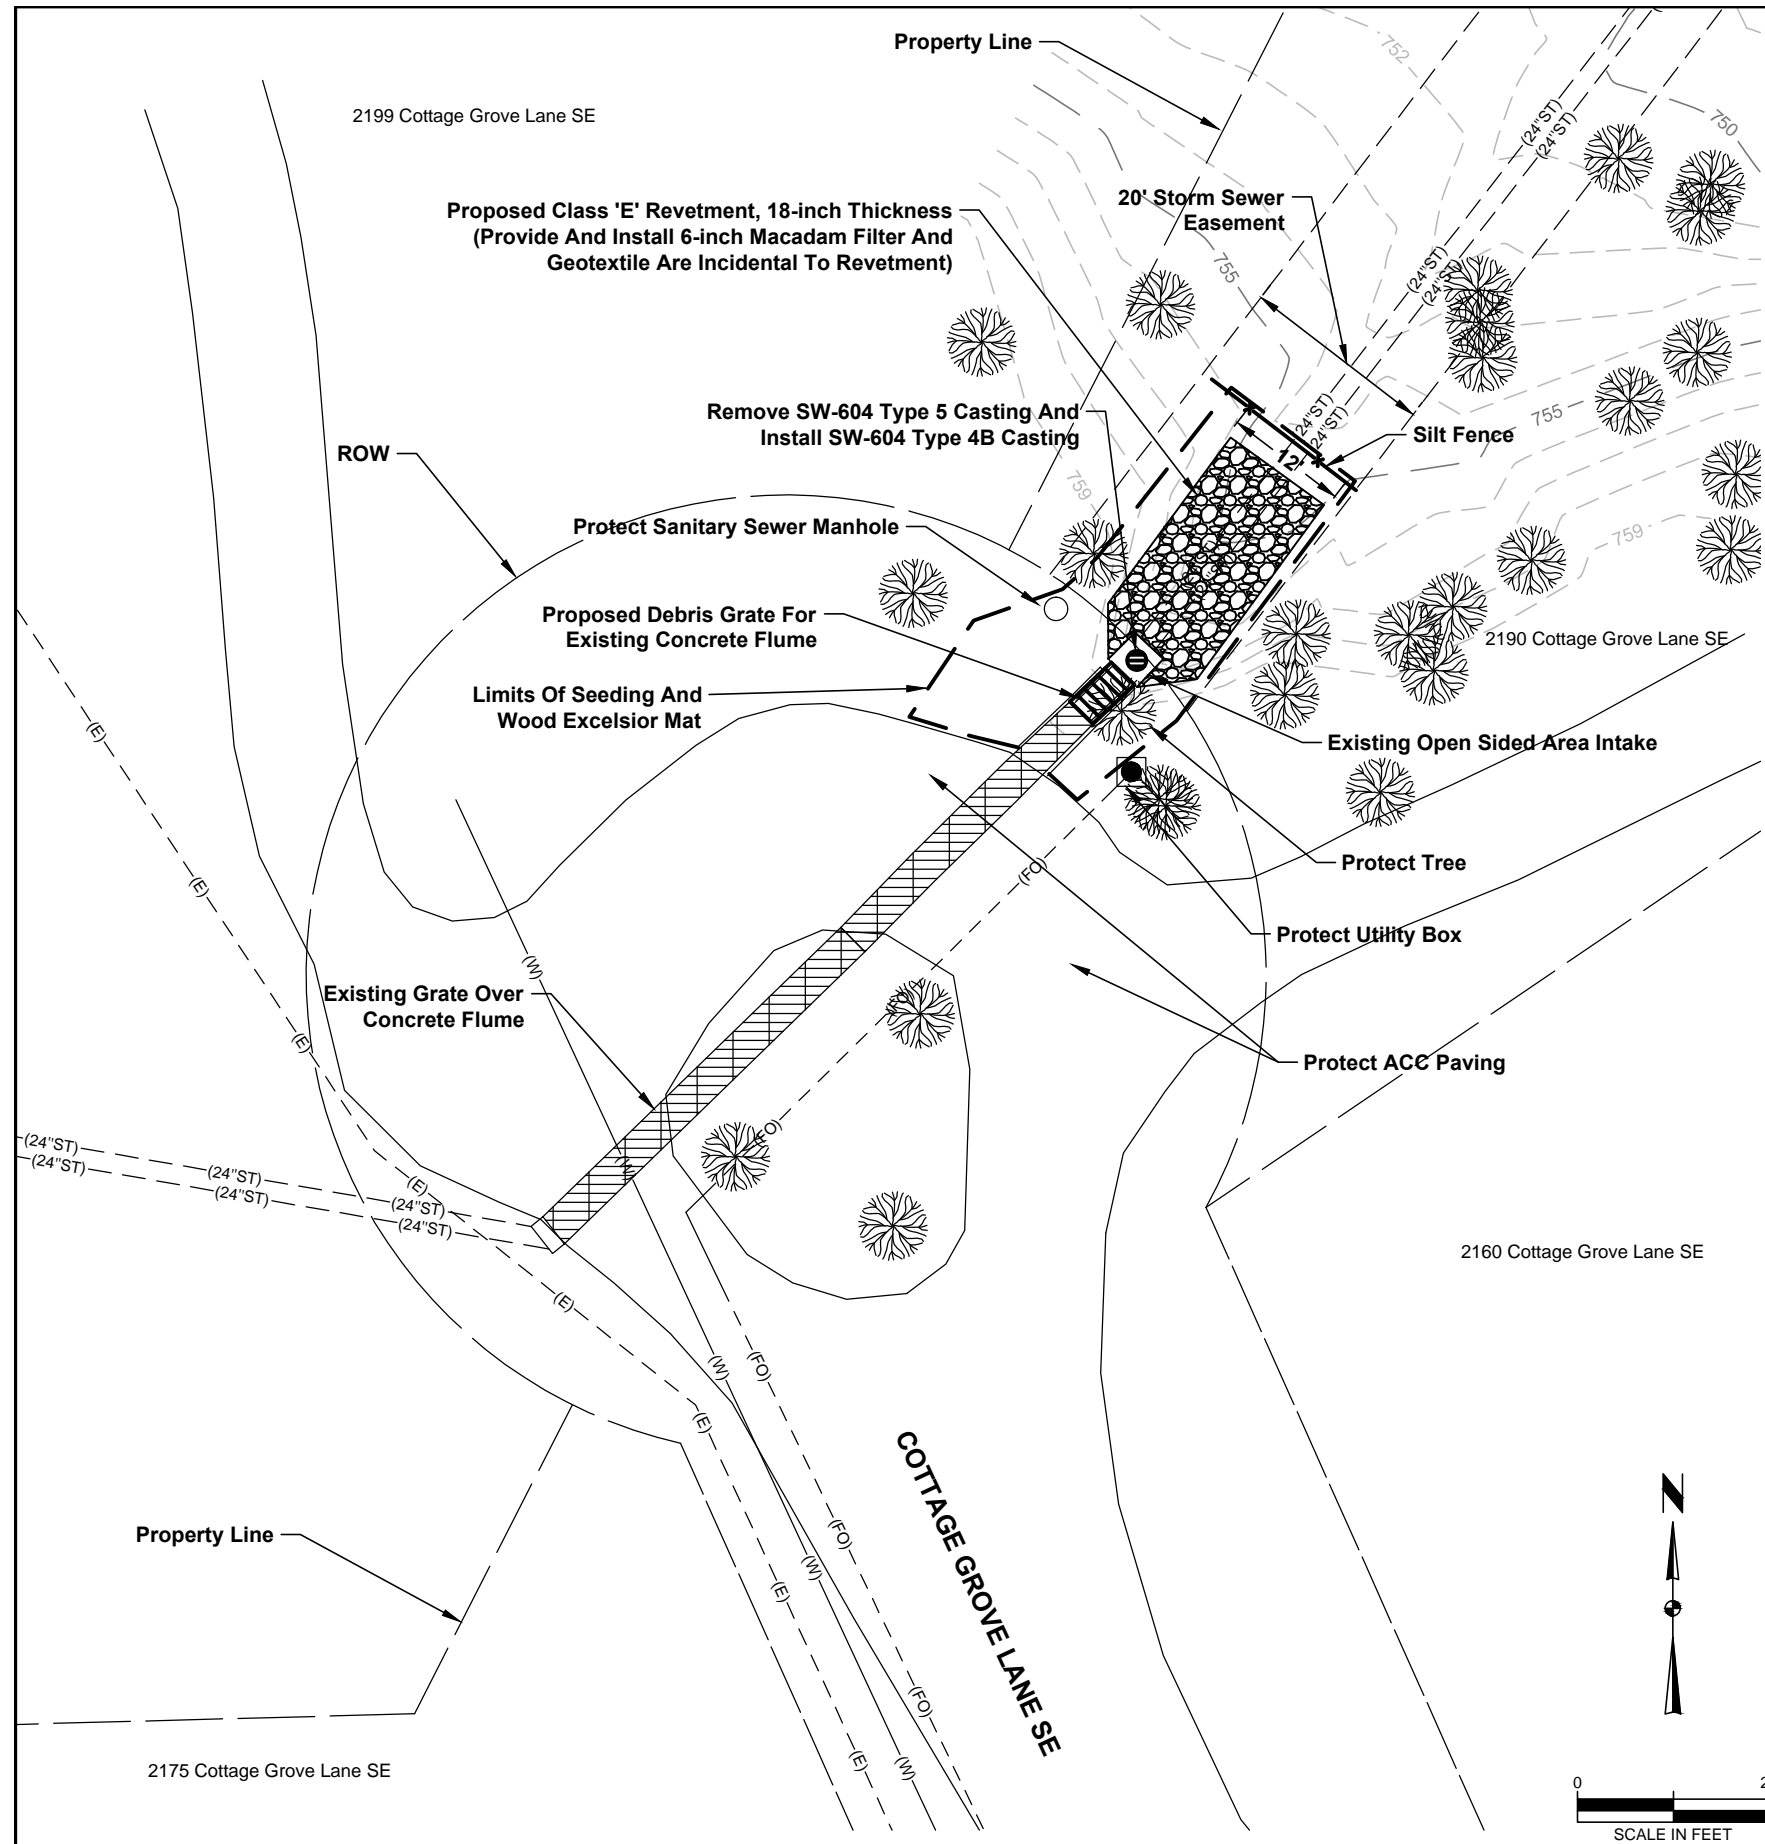 Property Line
752
2199 Cottage Grove Lane SE
(24"ST)
(24"ST)
750
20' Storm Sewer
Easement
Proposed Class 'E' Revetment, 18-inch Thickness
(Provide And Install 6-inch Macadam Filter And
Geotextile Are Incidental To Revetment)
755
(24"ST)
(24"ST)
Remove SW-604 Type 5 Casting And
Install SW-604 Type 4B Casting
(24"ST)
(24"ST)
755
Silt Fence
12'
ROW
759
Protect Sanitary Sewer Manhole
759
Proposed Debris Grate For
Existing Concrete Flume
2190 Cottage Grove Lane SE
Limits Of Seeding And
Wood Excelsior Mat
(E)
Existing Open Sided Area Intake
Protect Tree
(FO)
(E)
Protect Utility Box
(W)
Existing Grate Over
Concrete Flume
(FO)
(E)
Protect ACC Paving
(FO)
(24"ST)
(24"ST)
(24"ST)
(24"ST)
(24"ST)
(24"ST)
(E)
(W)
2160 Cottage Grove Lane SE
(E)
(W)
(FO)
(E)
COTTAGE GROVE LANE SE
N
Property Line
(FO)
(W)
(E)
(FO)
(E)
(W)
2175 Cottage Grove Lane SE
0
2
SCALE IN FEET